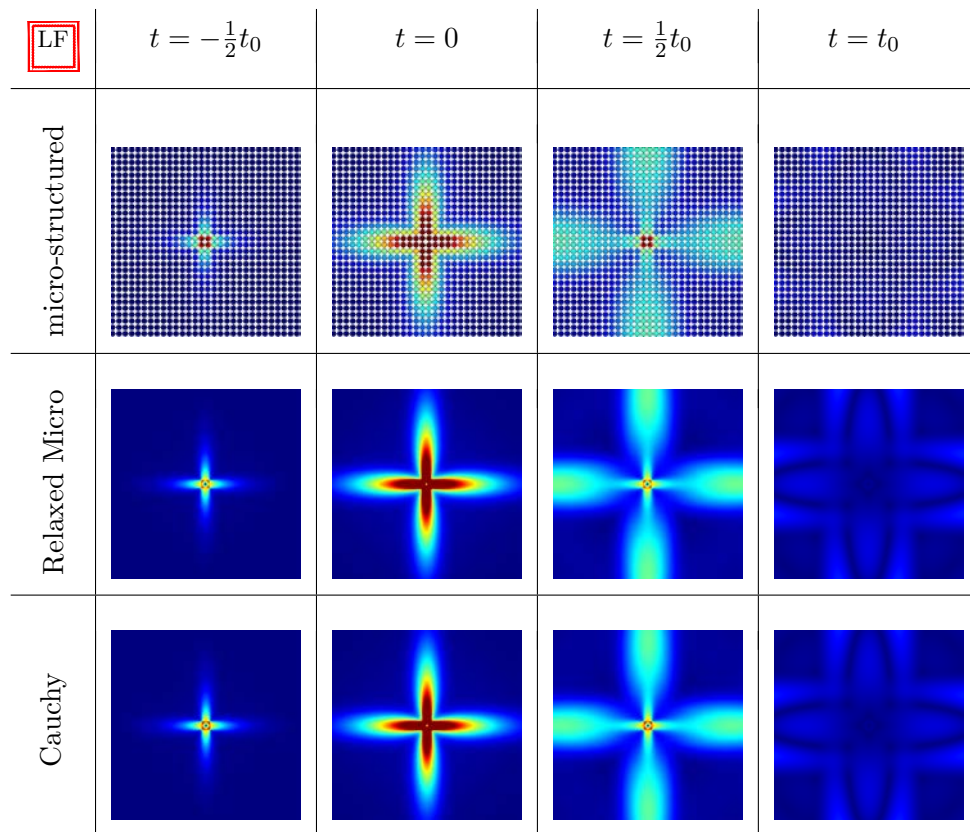 LF
t = −½t₀
t = 0
t = ½t₀
t = t₀
micro-structured
Relaxed Micro
Cauchy